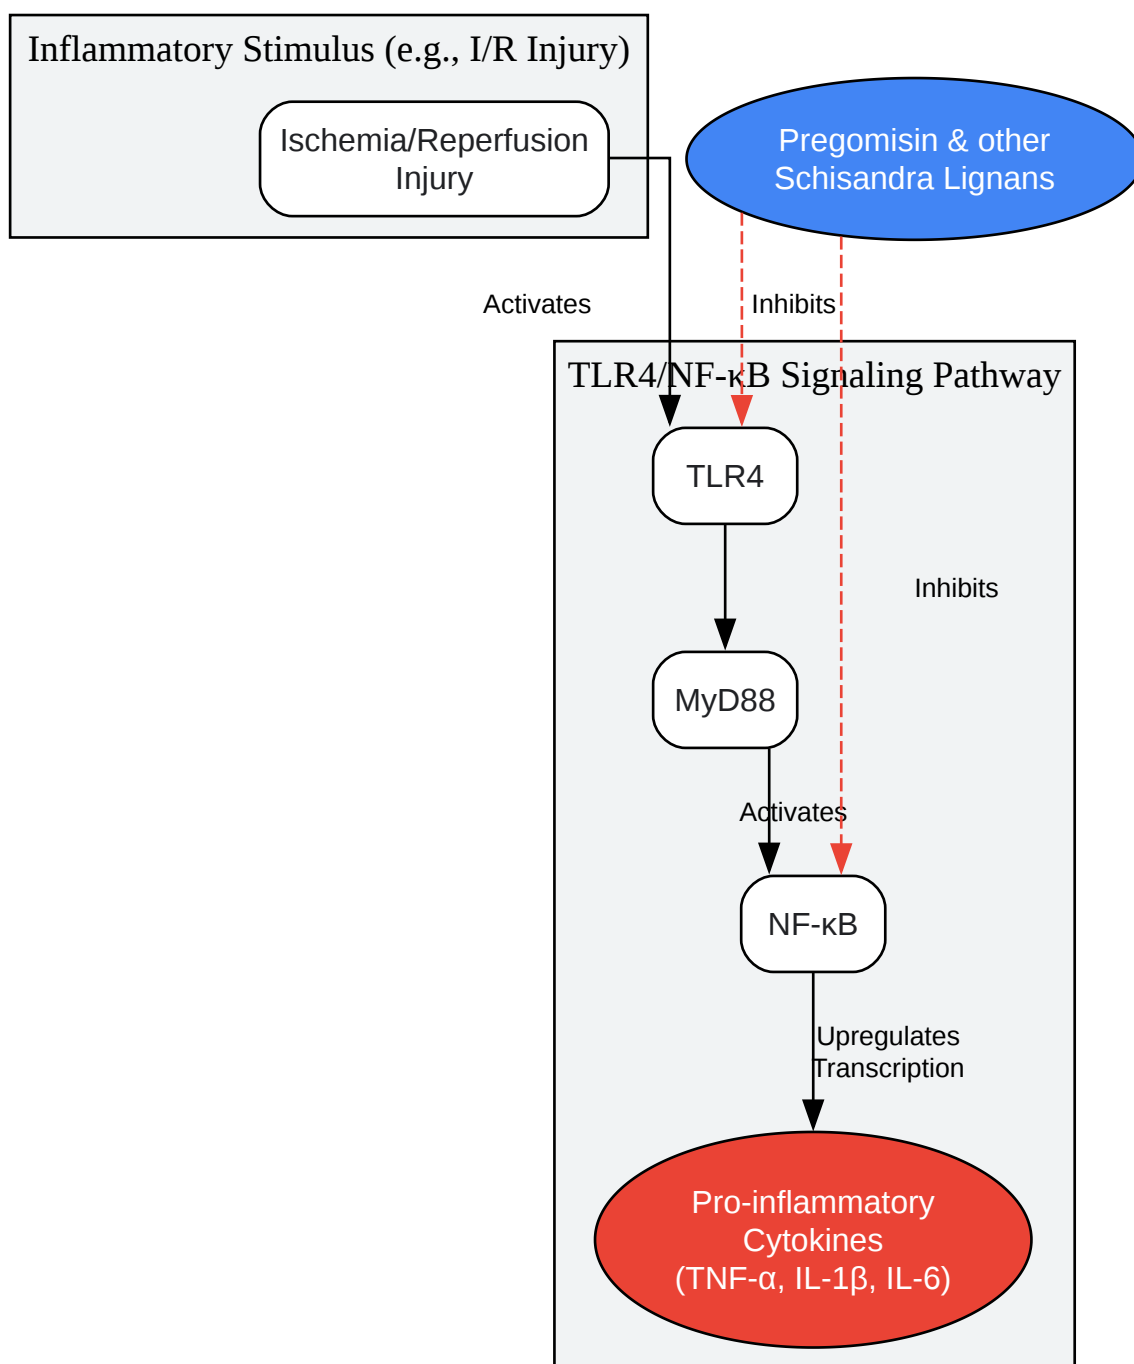 Inflammatory Stimulus (e.g., I/R Injury)
Ischemia/Reperfusion
Injury
Pregomisin & other
Schisandra Lignans
Activates
Inhibits
TLR4/NF-κB Signaling Pathway
TLR4
Inhibits
MyD88
Activates
NF-κB
Upregulates
Transcription
Pro-inflammatory
Cytokines
(TNF-α, IL-1β, IL-6)